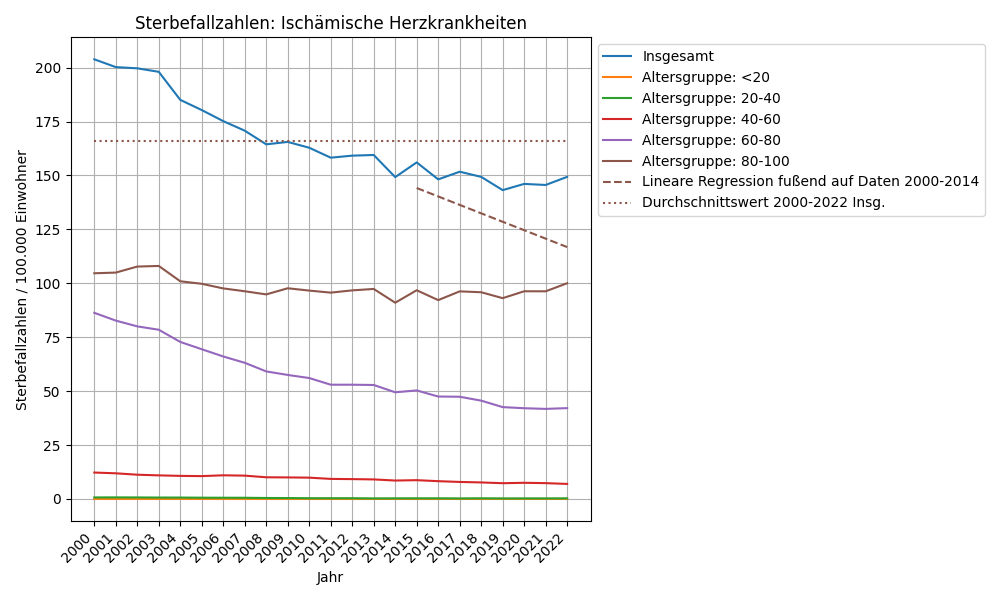 Sterbefallzahlen: Ischämische Herzkrankheiten
Sterbefallzahlen / 100.000 Einwohner
200
175
150
125
100
75
50
25
0
2000
2001
2002
2003
2004
2005
2006
2007
2008
2009
2010
2011
2012
2013
2014
2015
2016
2017
2018
2019
2020
2021
2022
Jahr
Insgesamt
Altersgruppe: <20
Altersgruppe: 20-40
Altersgruppe: 40-60
Altersgruppe: 60-80
Altersgruppe: 80-100
Lineare Regression fußend auf Daten 2000-2014
Durchschnittswert 2000-2022 Insg.